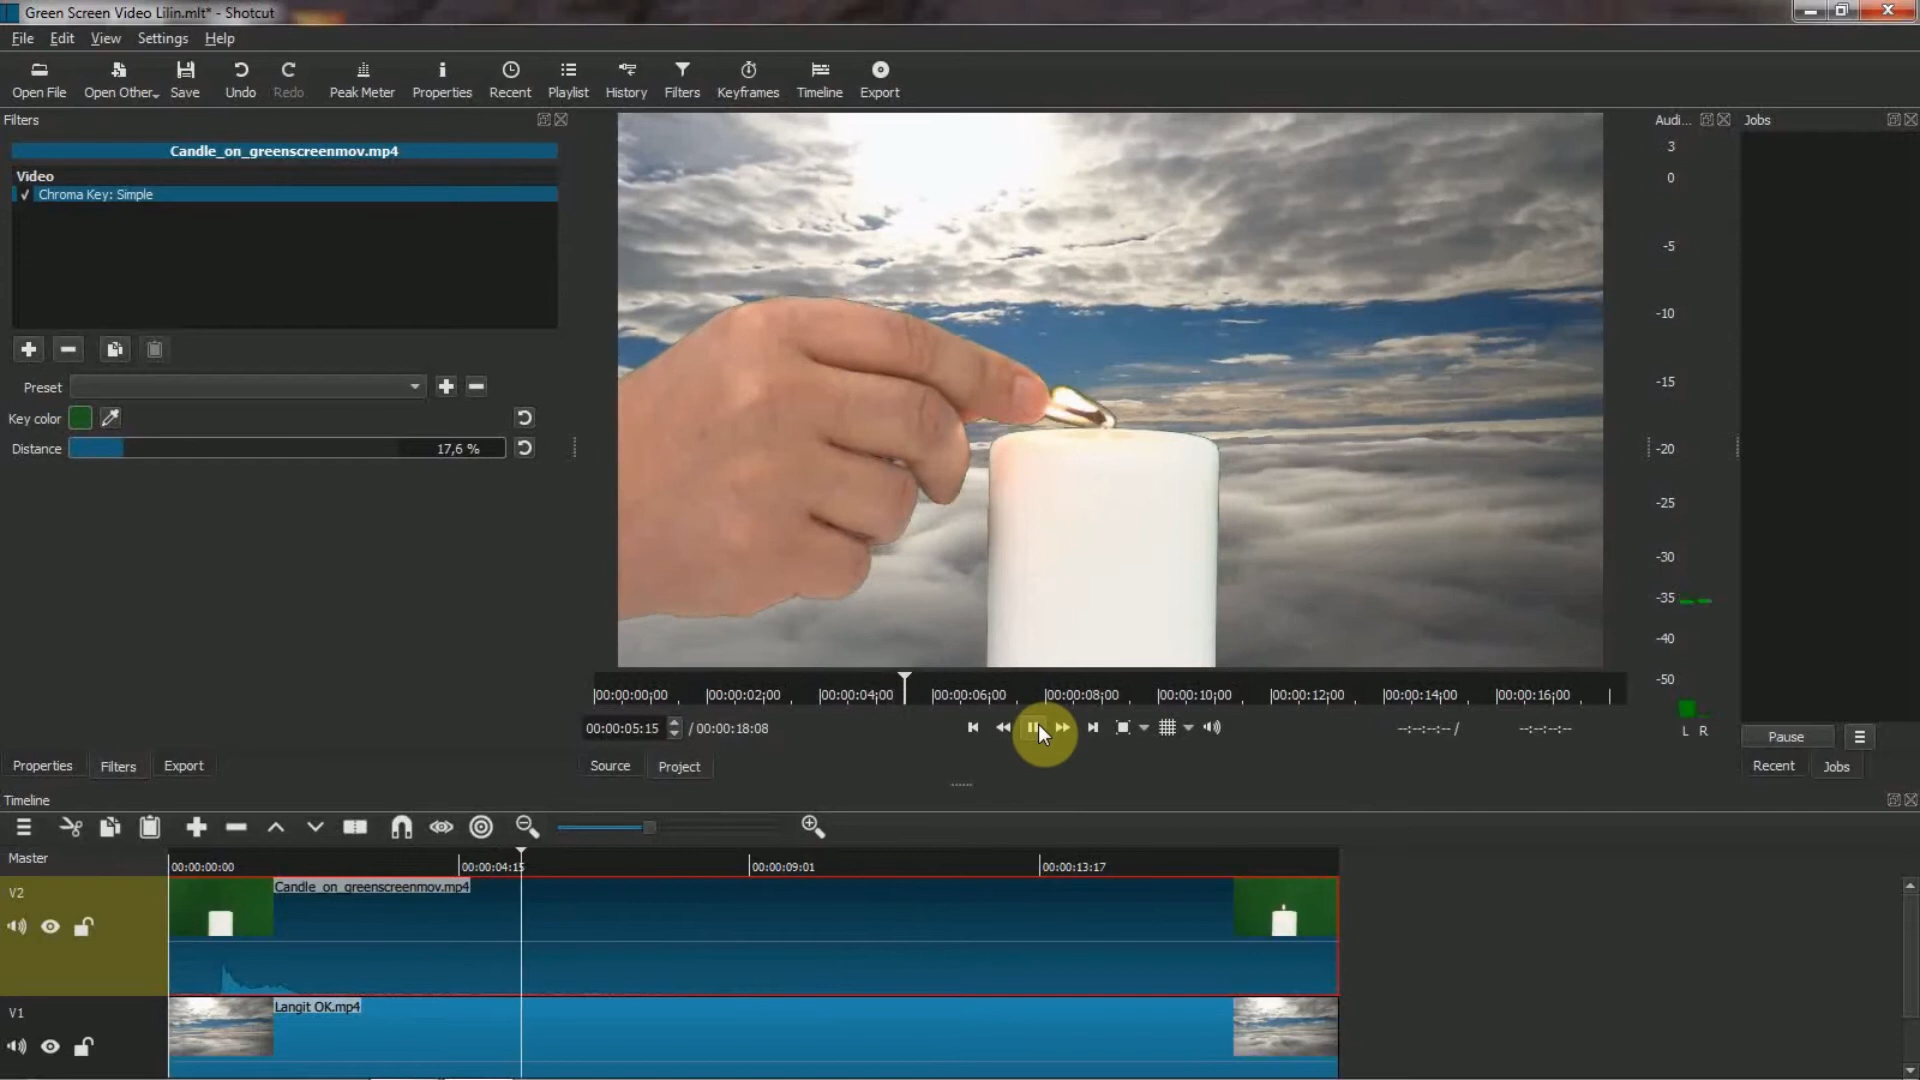 Green Screen Video Lilin.mlt* - Shotcut
File Edit View Settings Help
Open File Open Other... Save Undo Redo Peak Meter Properties Recent Playlist History Filters Keyframes Timeline Export
Filters
Candle_on_greenscreenmov.mp4
Video
✓ Chroma Key: Simple
Preset
Key color
Distance 17,6 %
Audi... Jobs
3
0
-5
-10
-15
-20
-25
-30
-35
-40
-50
L R
00:00:00;00 00:00:02;00 00:00:04;00 00:00:06;00 00:00:08;00 00:00:10;00 00:00:12;00 00:00:14;00 00:00:16;00
00:00:05:15 / 00:00:18:08 --:--:--:-- / --:--:--:--
Pause
Properties Filters Export
Source Project
Recent Jobs
Timeline
Master
00:00:00:00 00:00:04:15 00:00:09:01 00:00:13:17
V2
Candle_on_greenscreenmov.mp4
V1
Langit OK.mp4